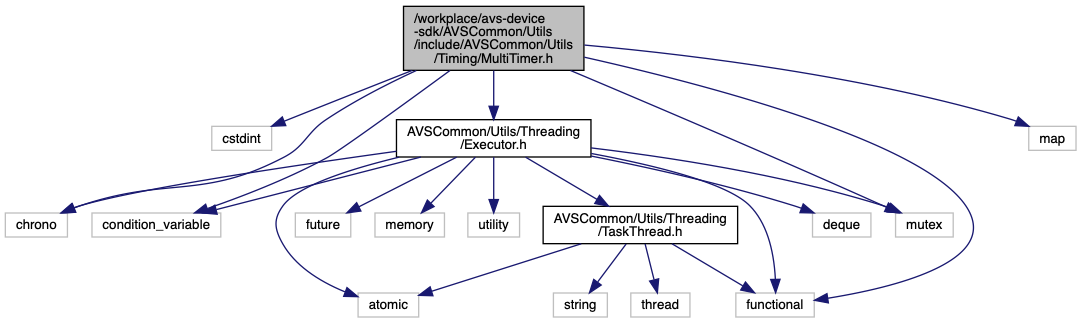 /workplace/avs-device
-sdk/AVSCommon/Utils
/include/AVSCommon/Utils
/Timing/MultiTimer.h
cstdint
AVSCommon/Utils/Threading
/Executor.h
map
chrono
condition_variable
future
memory
utility
AVSCommon/Utils/Threading
/TaskThread.h
deque
mutex
atomic
string
thread
functional